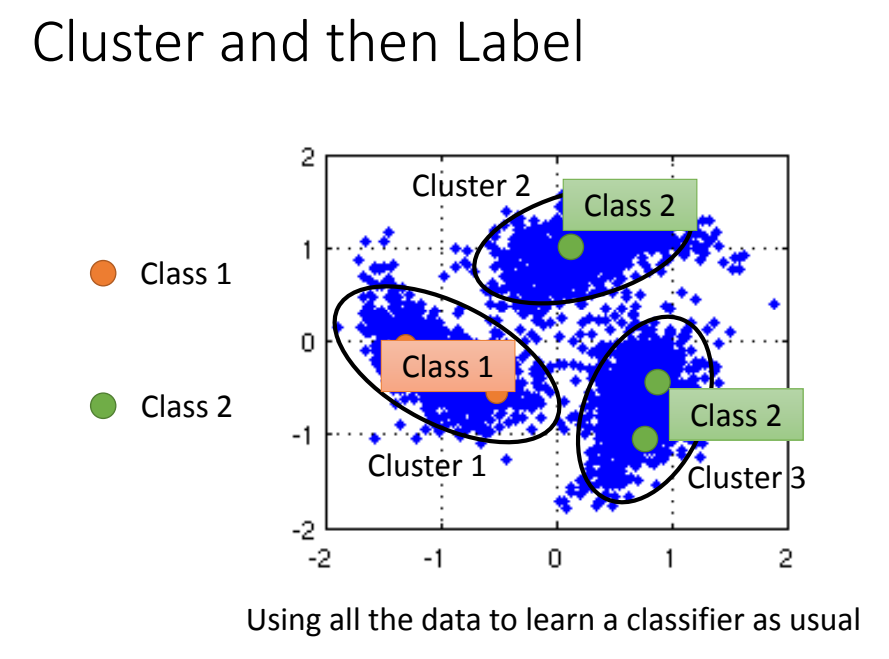 Cluster and then Label
2
Cluster 2
Class 2
1
Class 1
0
Class 1
Class 2
Class 2
-1
Cluster 1
Cluster 3
-2
-2
-1
0
1
2
Using all the data to learn a classifier as usual